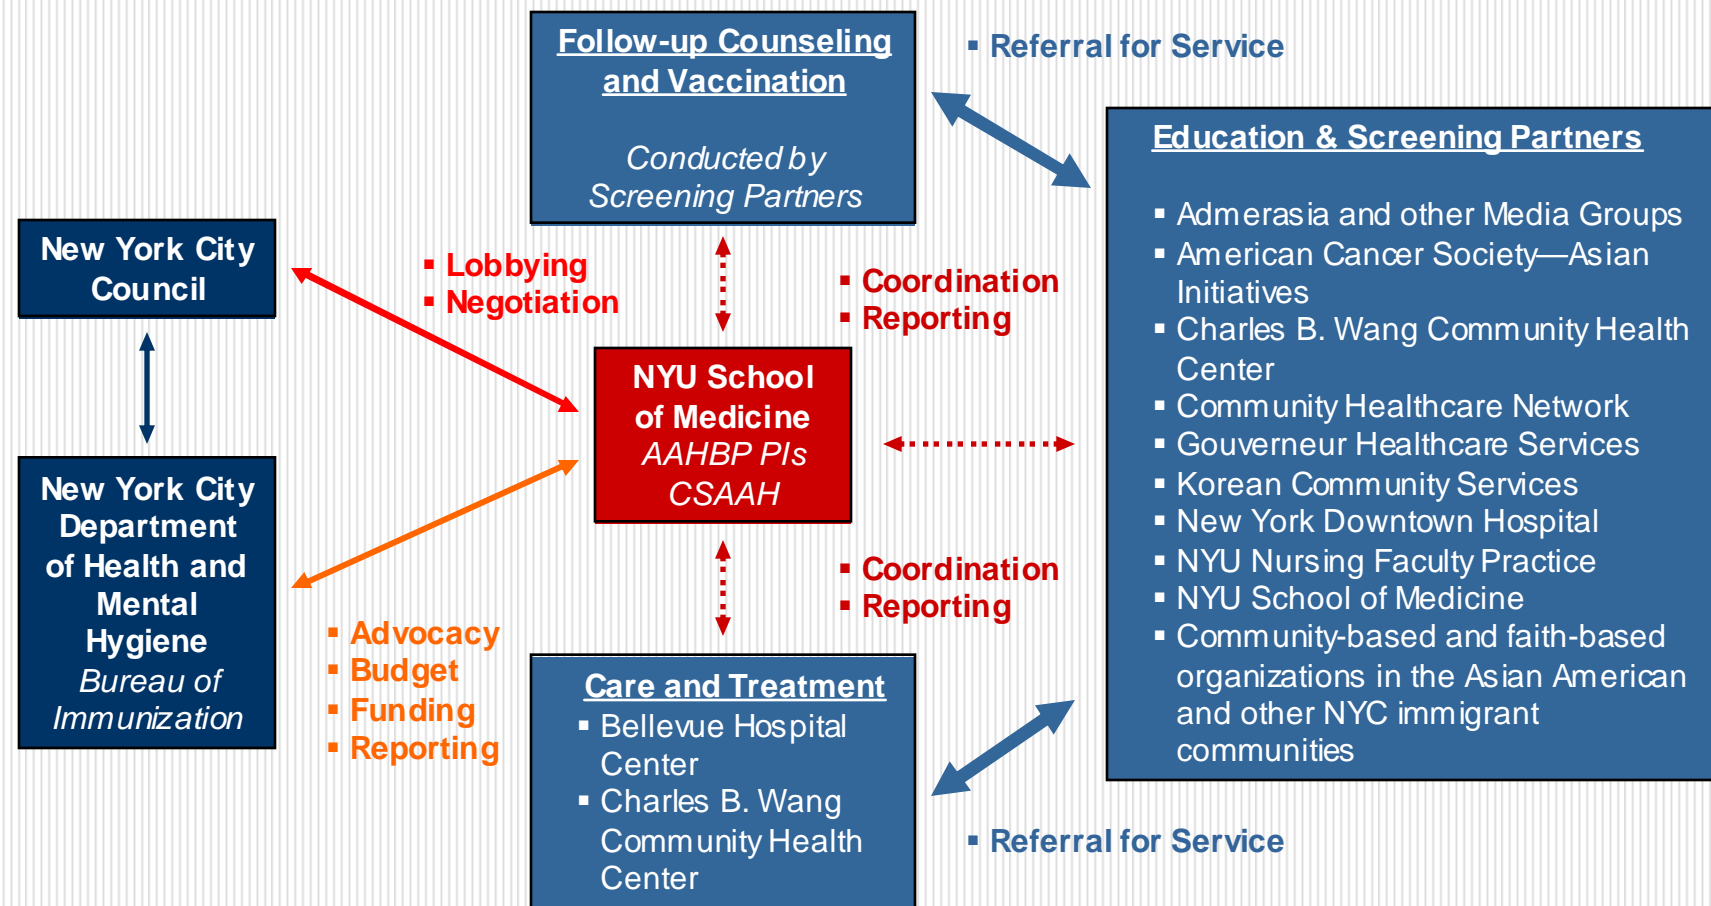 Follow-up Counseling
and Vaccination
Conducted by
Screening Partners
▪ Referral for Service
Education & Screening Partners
▪ Admerasia and other Media Groups
▪ American Cancer Society—Asian
Initiatives
▪ Charles B. Wang Community Health
Center
▪ Community Healthcare Network
▪ Gouverneur Healthcare Services
▪ Korean Community Services
▪ New York Downtown Hospital
▪ NYU Nursing Faculty Practice
▪ NYU School of Medicine
▪ Community-based and faith-based
organizations in the Asian American
and other NYC immigrant
communities
New York City
Council
▪ Lobbying
▪ Negotiation
▪ Coordination
▪ Reporting
NYU School
of Medicine
AAHBP PIs
CSAAH
New York City
Department
of Health and
Mental
Hygiene
Bureau of
Immunization
▪ Advocacy
▪ Budget
▪ Funding
▪ Reporting
▪ Coordination
▪ Reporting
Care and Treatment
▪ Bellevue Hospital
Center
▪ Charles B. Wang
Community Health
Center
▪ Referral for Service